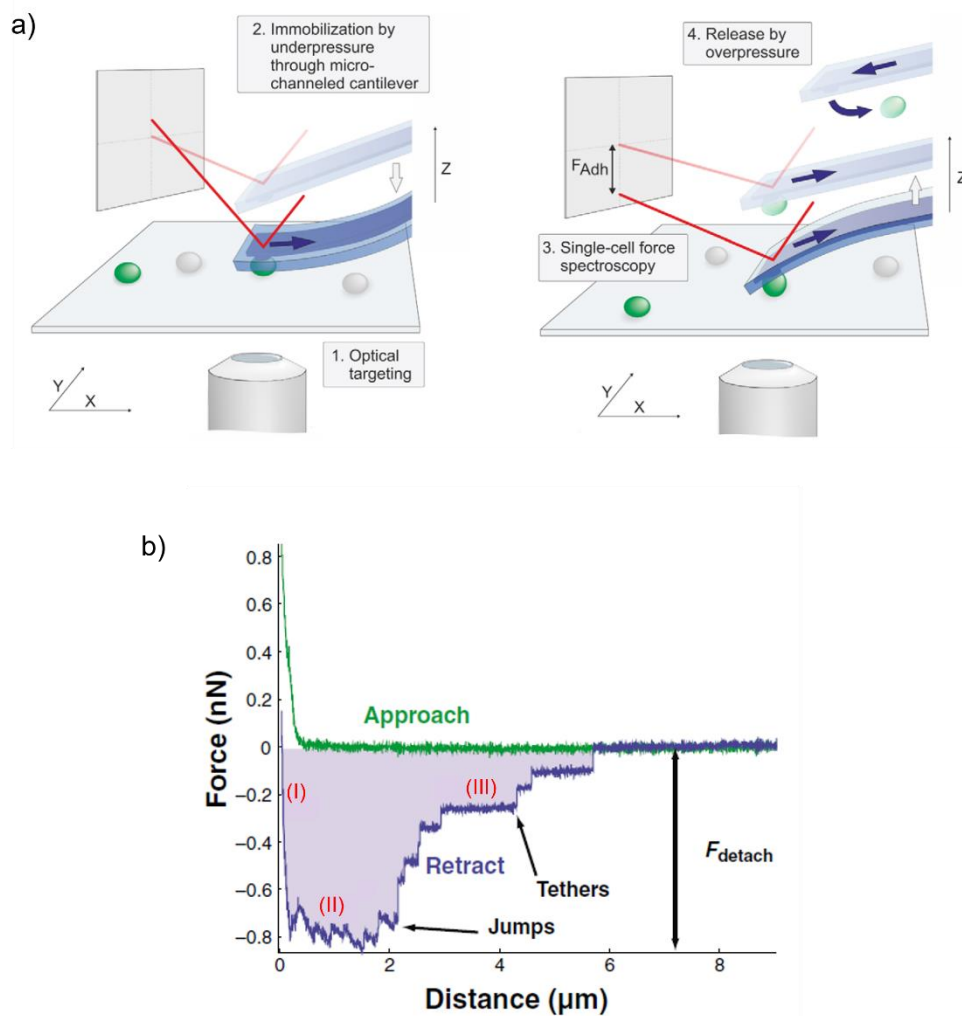 a)
2. Immobilization by
underpressure
through micro-
channeled cantilever
Z
1. Optical
targeting
Y
X
4. Release by
overpressure
FAdh
Z
3. Single-cell force
spectroscopy
Y
X
b)
Force (nN)
0.8
0.6
0.4
0.2
0
−0.2
−0.4
−0.6
−0.8
Approach
(I)
(III)
(II)
Retract
Tethers
Jumps
Fdetach
0
2
4
6
8
Distance (µm)